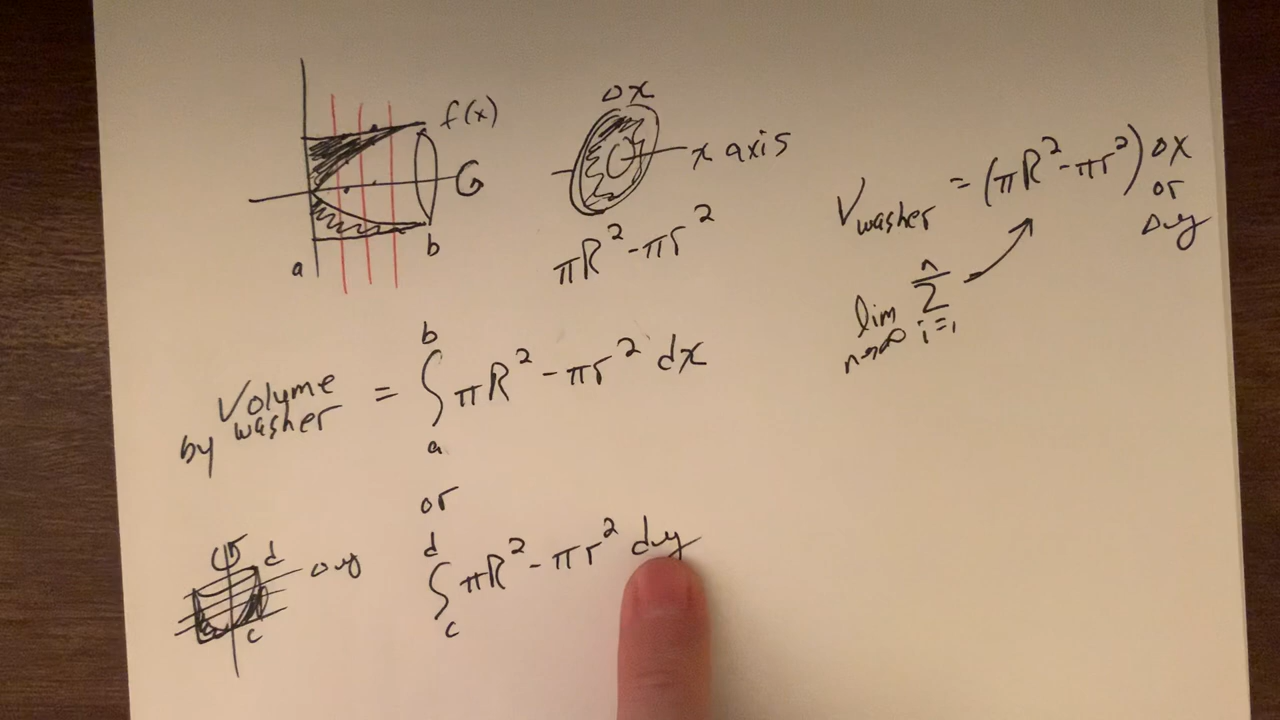 f(x)
a
b
Δx
x axis
πR² - πr²
V washer = (πR² - πr²) Δx or Δy
lim n→∞ Σ n i=1
Volume by washer = ∫ b a πR² - πr² dx
or
∫ d c πR² - πr² dy
d
Δy
c